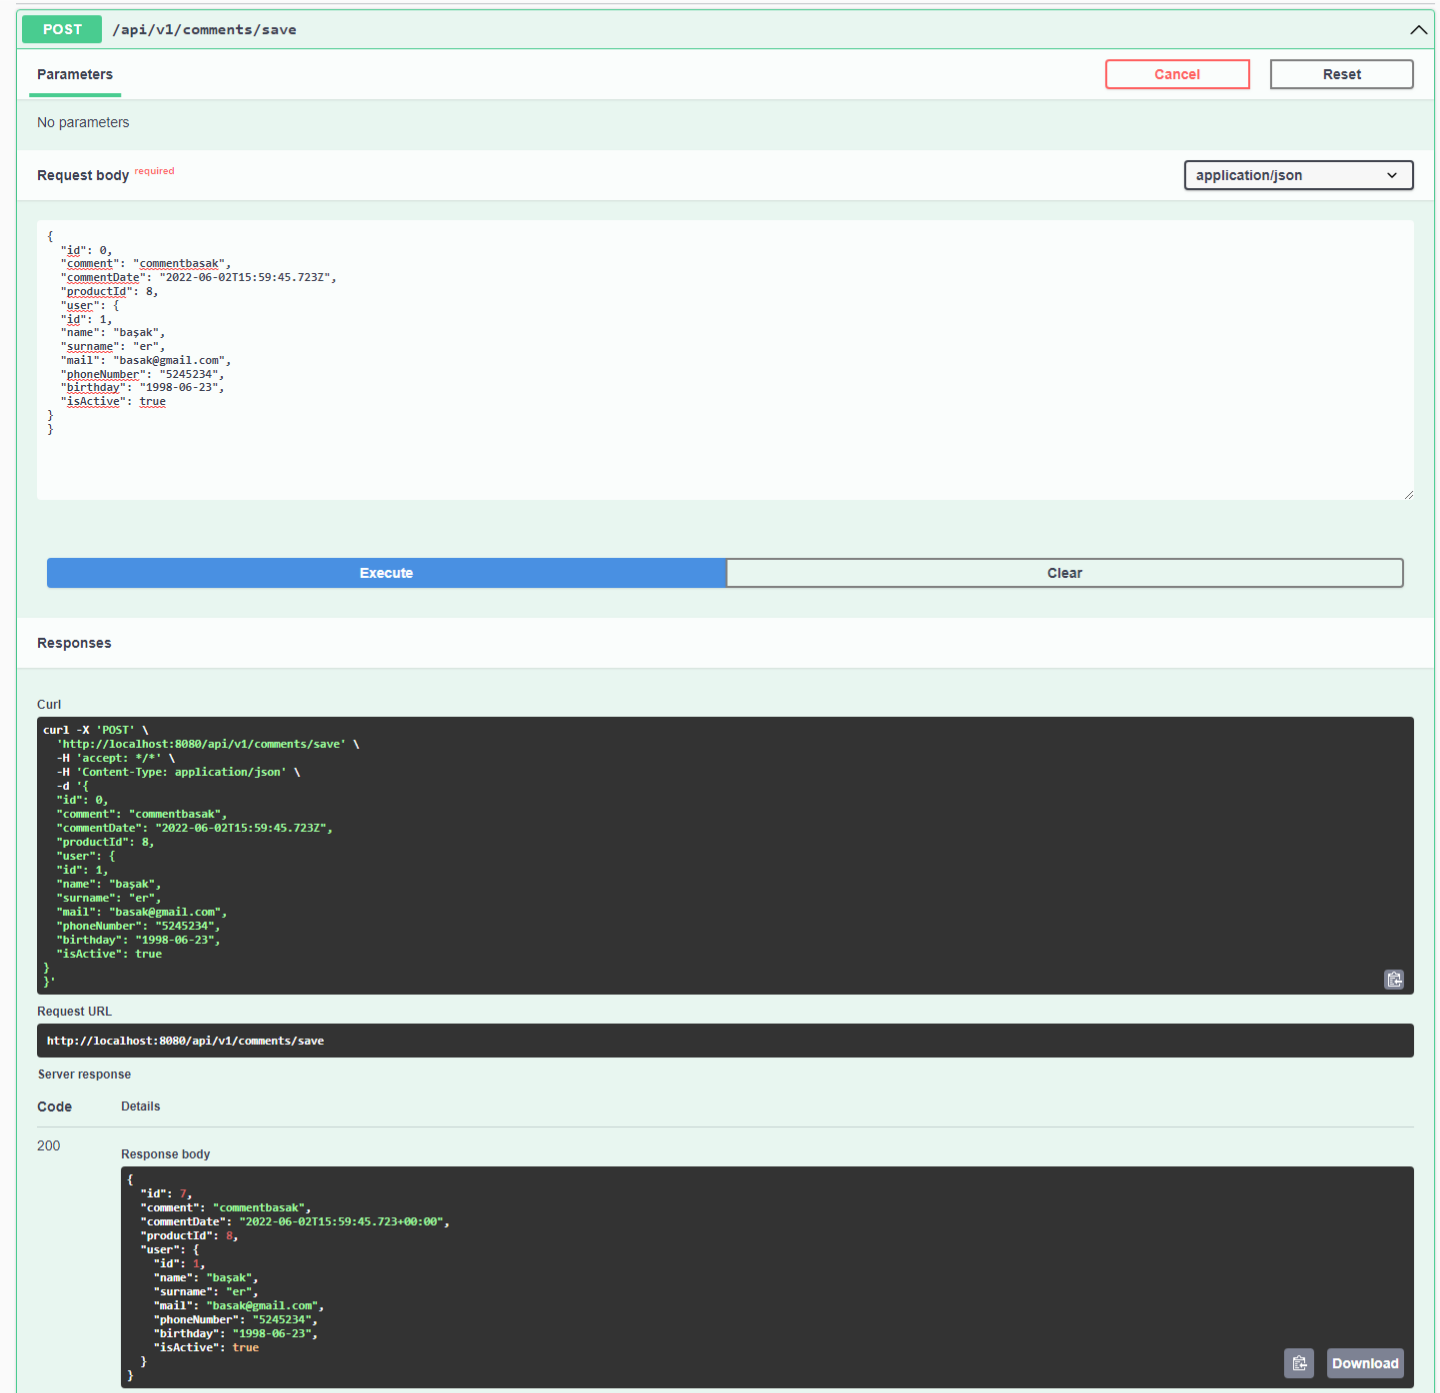 POST /api/v1/comments/save
Parameters
Cancel
Reset
No parameters
Request body required
application/json
{
"id": 0,
"comment": "commentbasak",
"commentDate": "2022-06-02T15:59:45.723Z",
"productId": 8,
"user": {
"id": 1,
"name": "başak",
"surname": "er",
"mail": "basak@gmail.com",
"phoneNumber": "5245234",
"birthday": "1998-06-23",
"isActive": true
}
}
Execute
Clear
Responses
Curl
curl -X 'POST' \
'http://localhost:8080/api/v1/comments/save' \
-H 'accept: */*' \
-H 'Content-Type: application/json' \
-d '{
"id": 0,
"comment": "commentbasak",
"commentDate": "2022-06-02T15:59:45.723Z",
"productId": 8,
"user": {
"id": 1,
"name": "başak",
"surname": "er",
"mail": "basak@gmail.com",
"phoneNumber": "5245234",
"birthday": "1998-06-23",
"isActive": true
}
}'
Request URL
http://localhost:8080/api/v1/comments/save
Server response
Code Details
200
Response body
{
"id": 7,
"comment": "commentbasak",
"commentDate": "2022-06-02T15:59:45.723+00:00",
"productId": 8,
"user": {
"id": 1,
"name": "başak",
"surname": "er",
"mail": "basak@gmail.com",
"phoneNumber": "5245234",
"birthday": "1998-06-23",
"isActive": true
}
}
Download